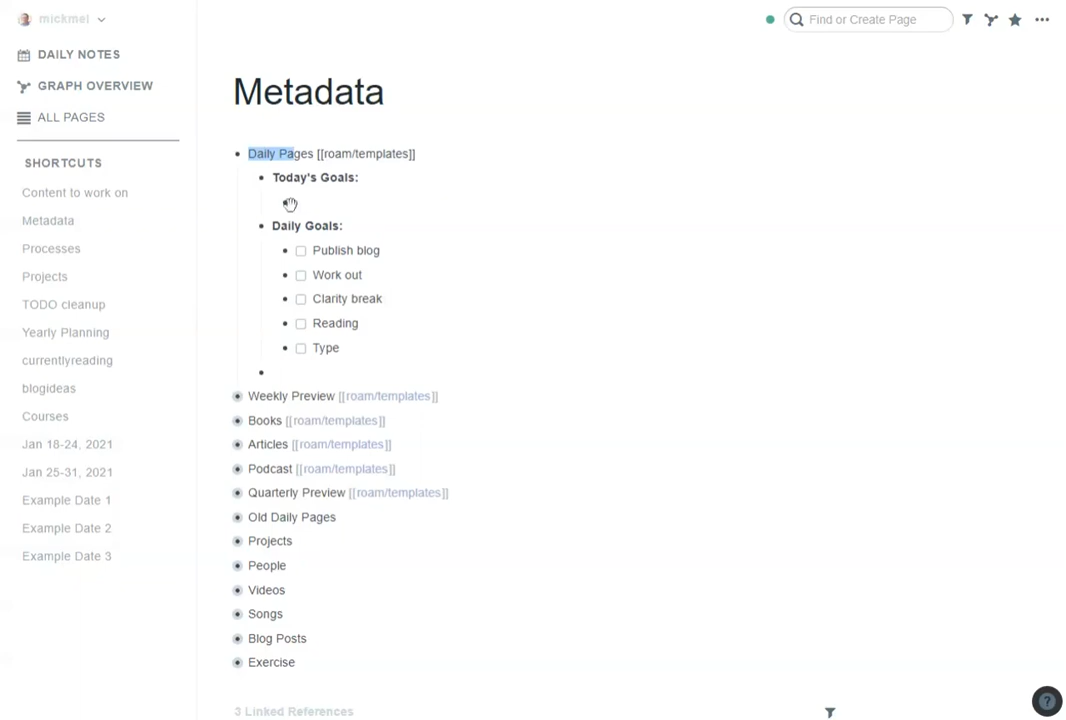 mickmel
Find or Create Page
DAILY NOTES
GRAPH OVERVIEW
ALL PAGES
SHORTCUTS
Content to work on
Metadata
Processes
Projects
TODO cleanup
Yearly Planning
currentlyreading
blogideas
Courses
Jan 18-24, 2021
Jan 25-31, 2021
Example Date 1
Example Date 2
Example Date 3
Metadata
Daily Pages [[roam/templates]]
Today's Goals:
Daily Goals:
Publish blog
Work out
Clarity break
Reading
Type
Weekly Preview [[roam/templates]]
Books [[roam/templates]]
Articles [[roam/templates]]
Podcast [[roam/templates]]
Quarterly Preview [[roam/templates]]
Old Daily Pages
Projects
People
Videos
Songs
Blog Posts
Exercise
3 Linked References
?